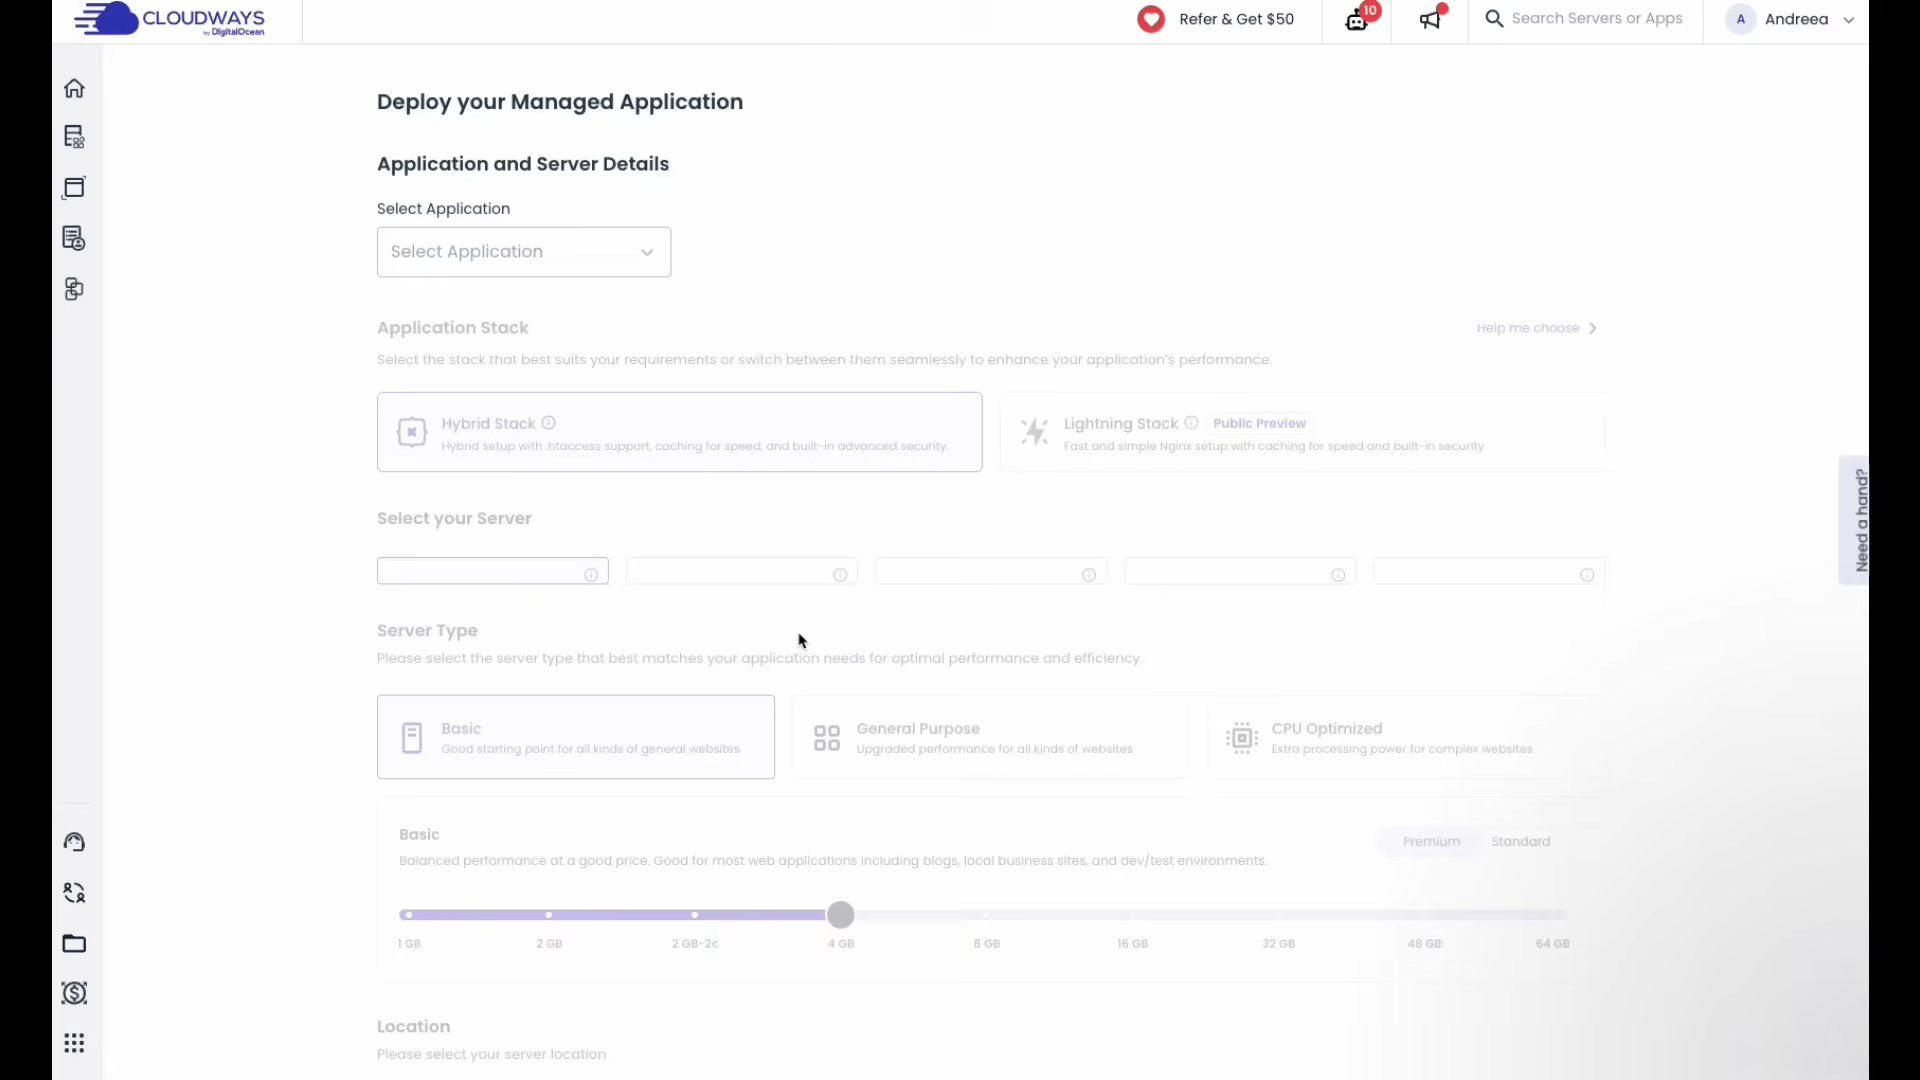 CLOUDWAYS
by DigitalOcean
Refer & Get $50
10
Search Servers or Apps
A
Andreea
Deploy your Managed Application
Application and Server Details
Select Application
Select Application
Application Stack
Help me choose
Select the stack that best suits your requirements or switch between them seamlessly to enhance your application's performance.
Hybrid Stack
Hybrid setup with .htaccess support, caching for speed, and built-in advanced security.
Lightning Stack
Public Preview
Fast and simple Nginx setup with caching for speed and built-in security.
Select your Server
Need a hand?
Server Type
Please select the server type that best matches your application needs for optimal performance and efficiency.
Basic
Good starting point for all kinds of general websites
General Purpose
Upgraded performance for all kinds of websites
CPU Optimized
Extra processing power for complex websites
Basic
Premium
Standard
Balanced performance at a good price. Good for most web applications including blogs, local business sites, and dev/test environments.
1 GB
2 GB
2 GB-2c
4 GB
8 GB
16 GB
32 GB
48 GB
64 GB
Location
Please select your server location